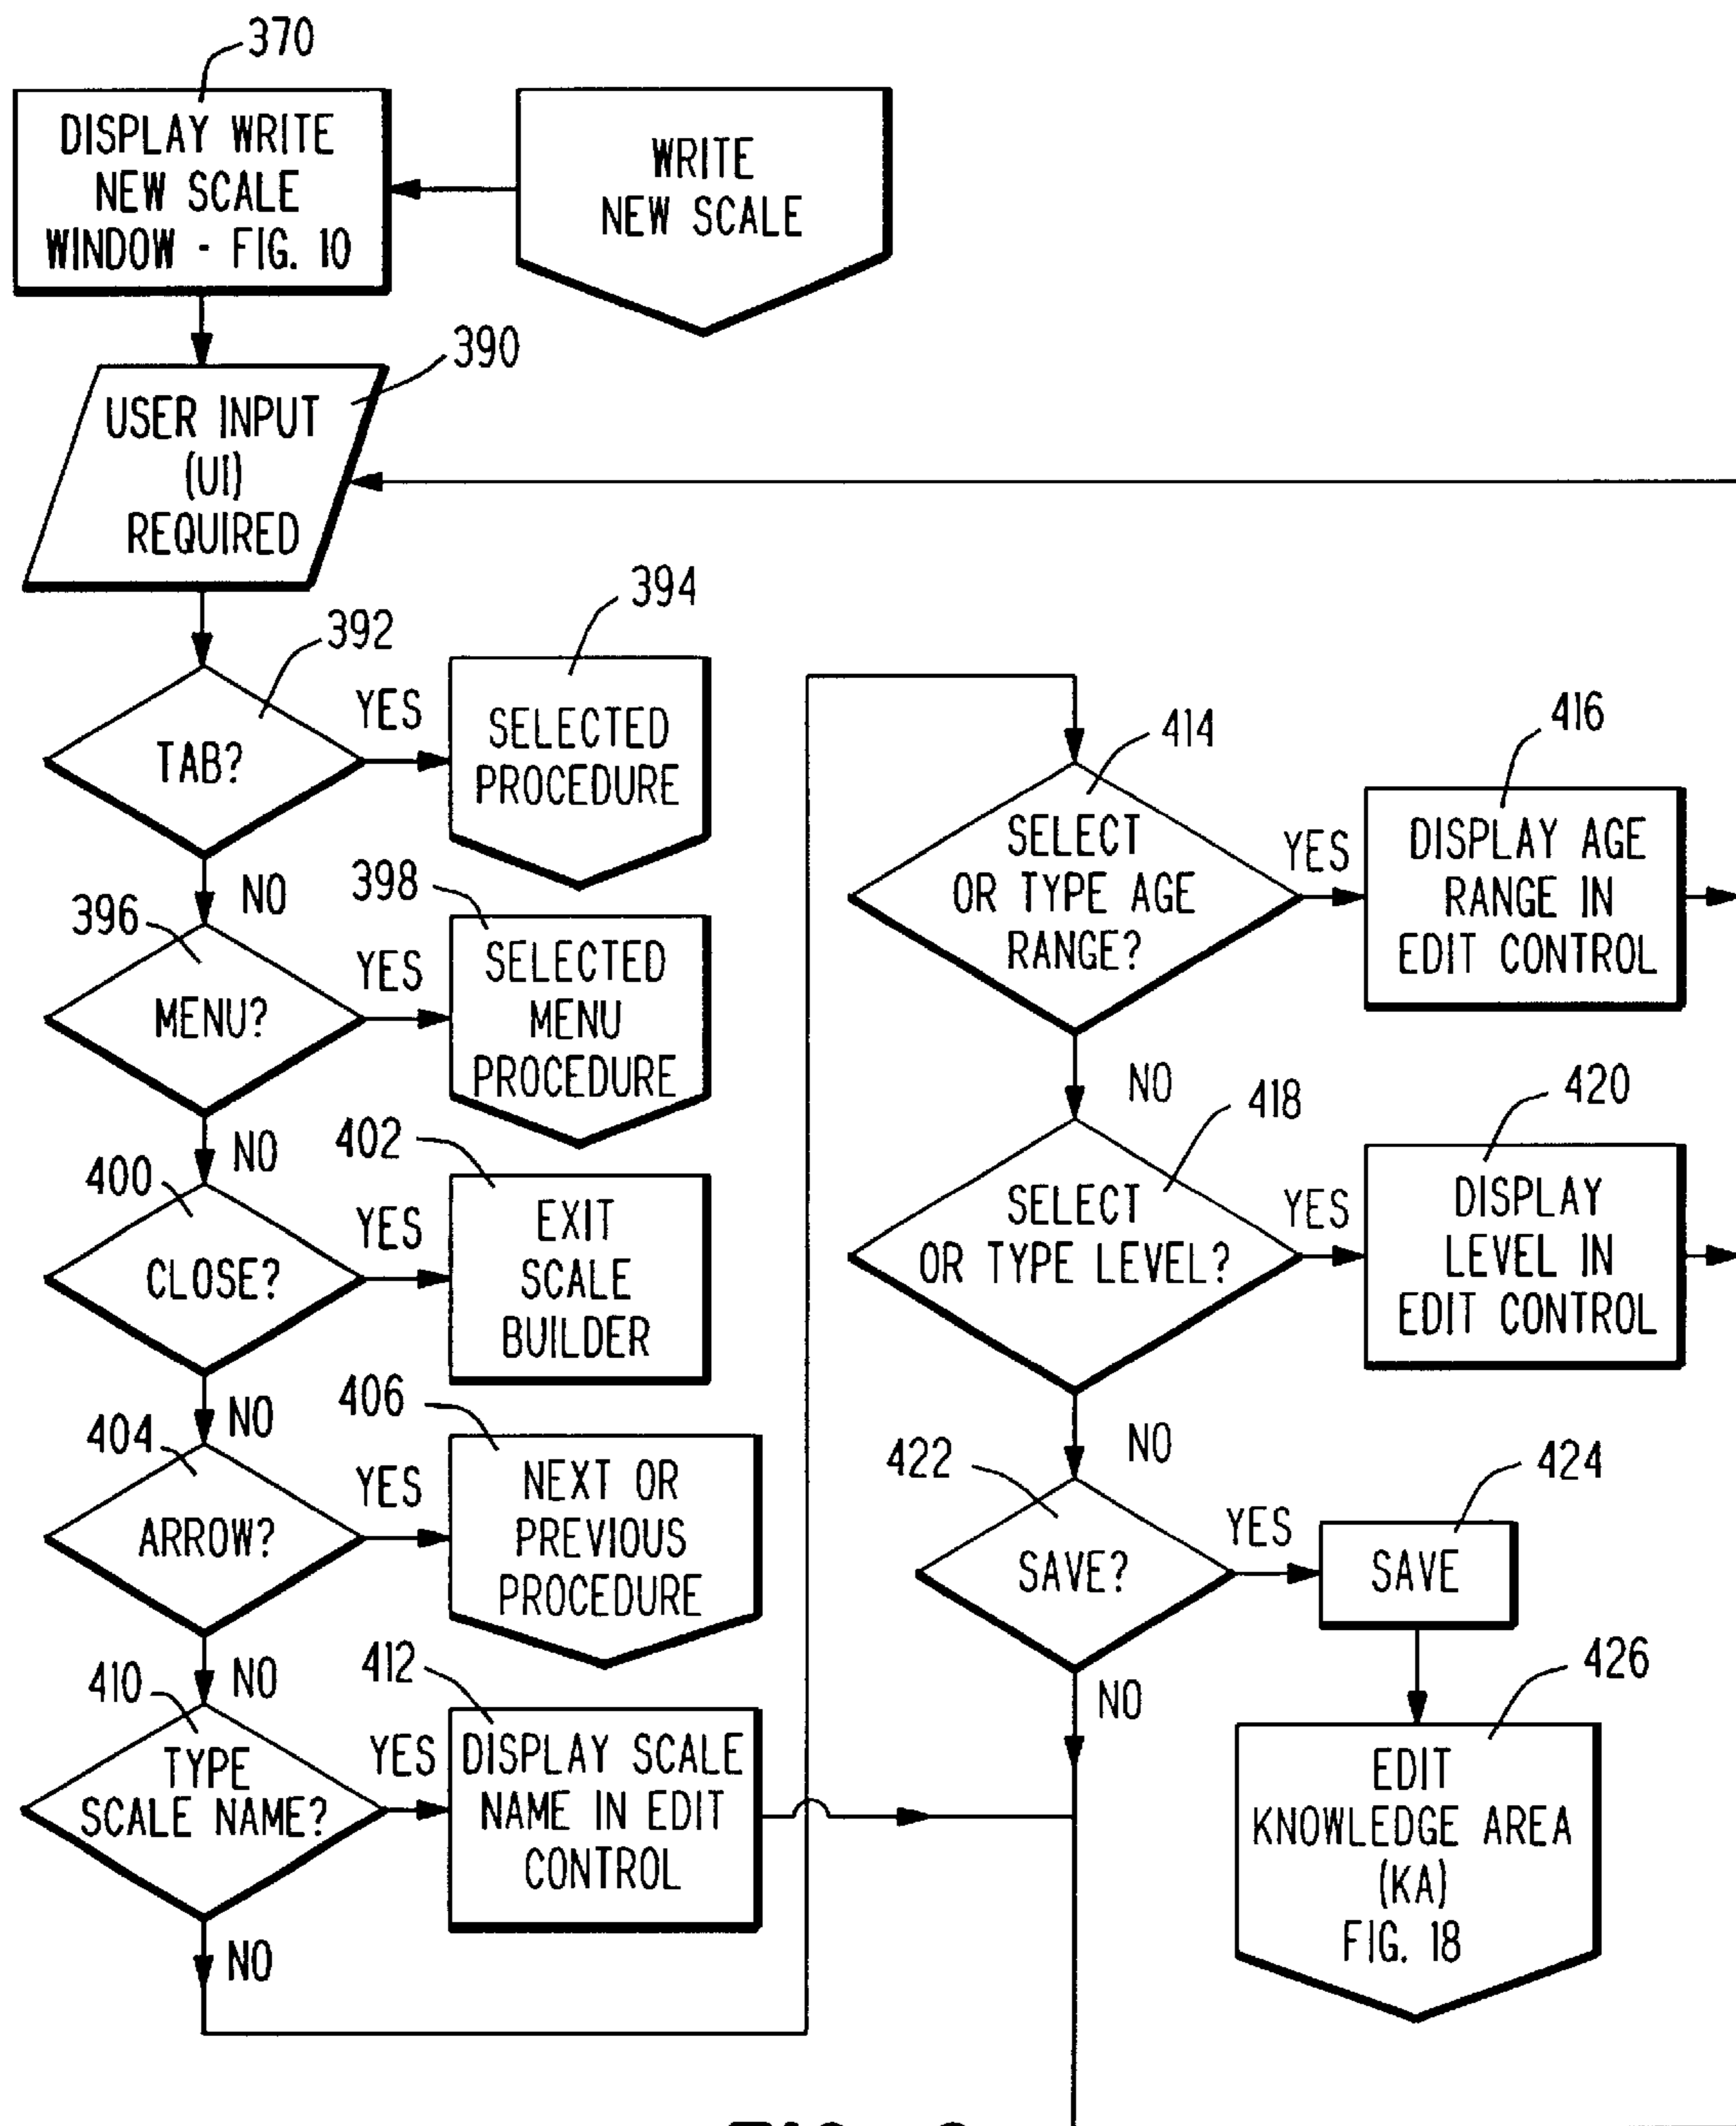 370
DISPLAY WRITE
NEW SCALE
WINDOW - FIG. 10
WRITE
NEW SCALE
390
USER INPUT
(UI)
REQUIRED
392
TAB?
YES
394
SELECTED
PROCEDURE
NO
396
MENU?
YES
398
SELECTED
MENU
PROCEDURE
NO
400
CLOSE?
YES
402
EXIT
SCALE
BUILDER
NO
404
ARROW?
YES
406
NEXT OR
PREVIOUS
PROCEDURE
NO
410
TYPE
SCALE NAME?
YES
412
DISPLAY SCALE
NAME IN EDIT
CONTROL
NO
414
SELECT
OR TYPE AGE
RANGE?
YES
416
DISPLAY AGE
RANGE IN
EDIT CONTROL
NO
418
SELECT
OR TYPE LEVEL?
YES
420
DISPLAY
LEVEL IN
EDIT CONTROL
NO
422
SAVE?
YES
424
SAVE
NO
426
EDIT
KNOWLEDGE AREA
(KA)
FIG. 18